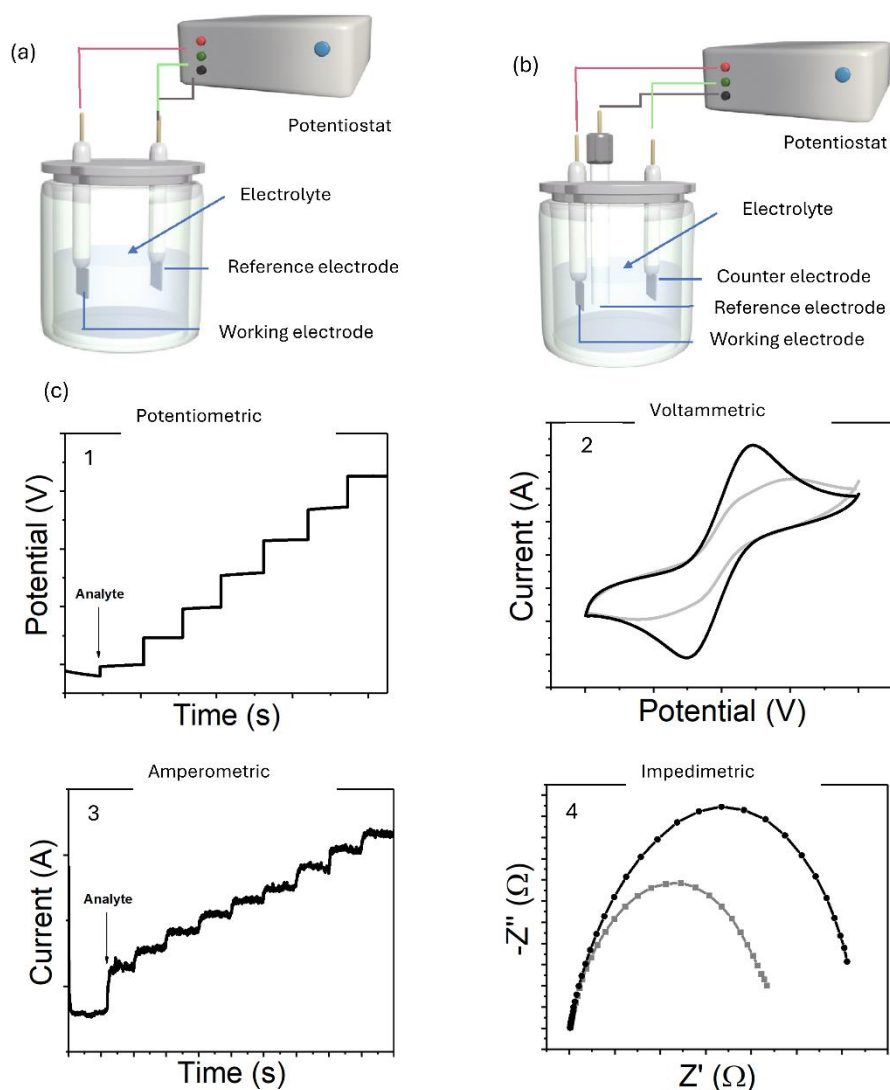 (a)
Potentiostat
Electrolyte
Reference electrode
Working electrode
(b)
Potentiostat
Electrolyte
Counter electrode
Reference electrode
Working electrode
(c)
Potentiometric
1
Analyte
Potential (V)
Time (s)
Voltammetric
2
Current (A)
Potential (V)
Amperometric
3
Analyte
Current (A)
Time (s)
Impedimetric
4
-Z" (Ω)
Z' (Ω)